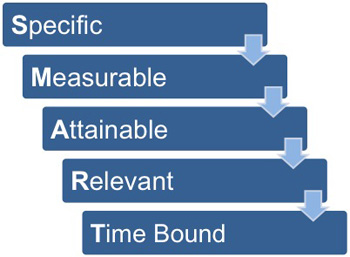 Specific
Measurable
Attainable
Relevant
Time Bound